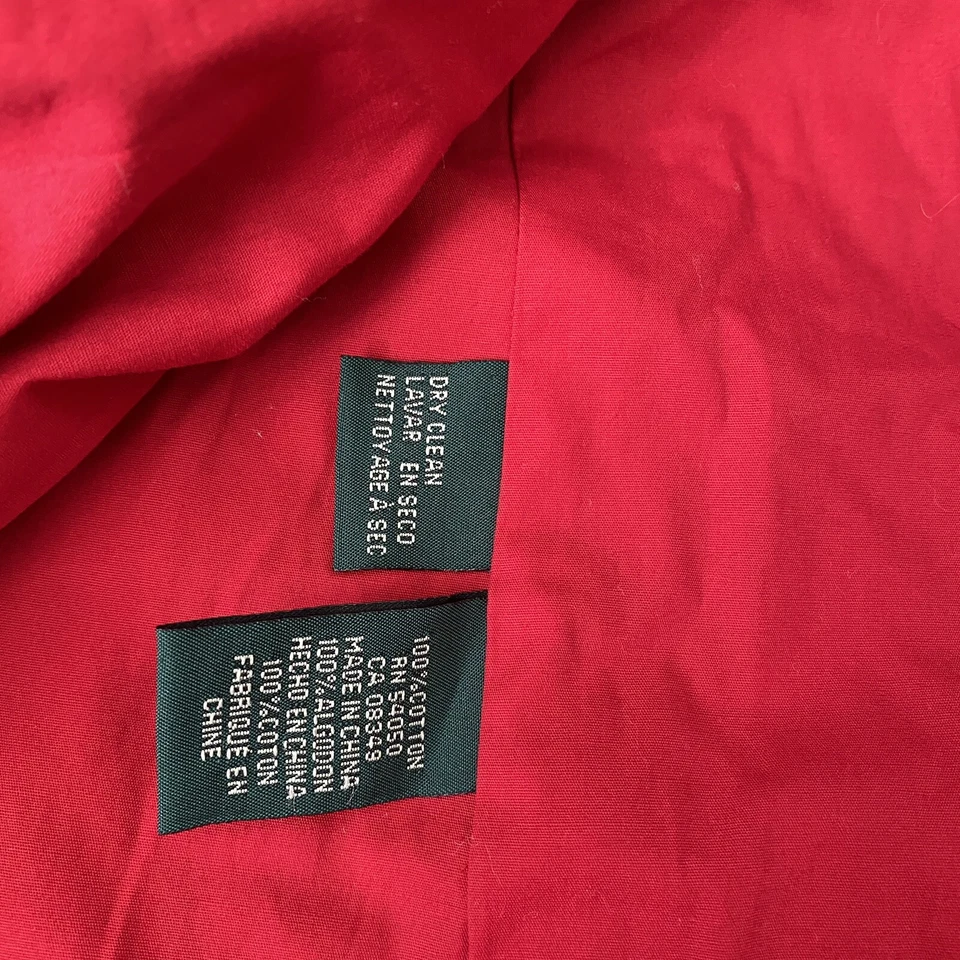 DRY CLEAN
LAVAR EN SECO
NETTOYAGE À SEC
100% COTON
RN 54050
CA 08349
MADE IN CHINA
100% ALGODON
HECHO EN CHINA
100% COTON
FABRIQUÉ EN
CHINE